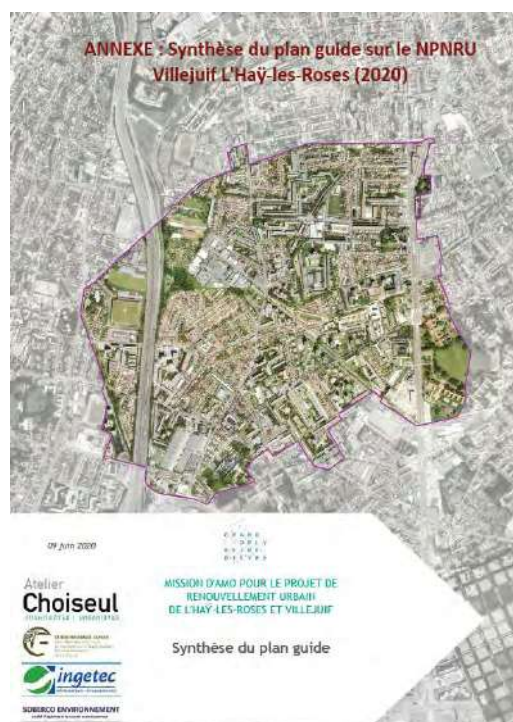 ANNEXE : Synthèse du plan guide sur le NPNRU
Villejuif L'Haÿ-les-Roses (2020)
09 juin 2020
MISSION D'AMO POUR LE PROJET DE
RENOUVELLEMENT URBAIN
DE L'HAŸ-LES-ROSES ET VILLEJUIF
Synthèse du plan guide
Atelier
Choiseul
ingetec
SOBERCO ENVIRONNEMENT